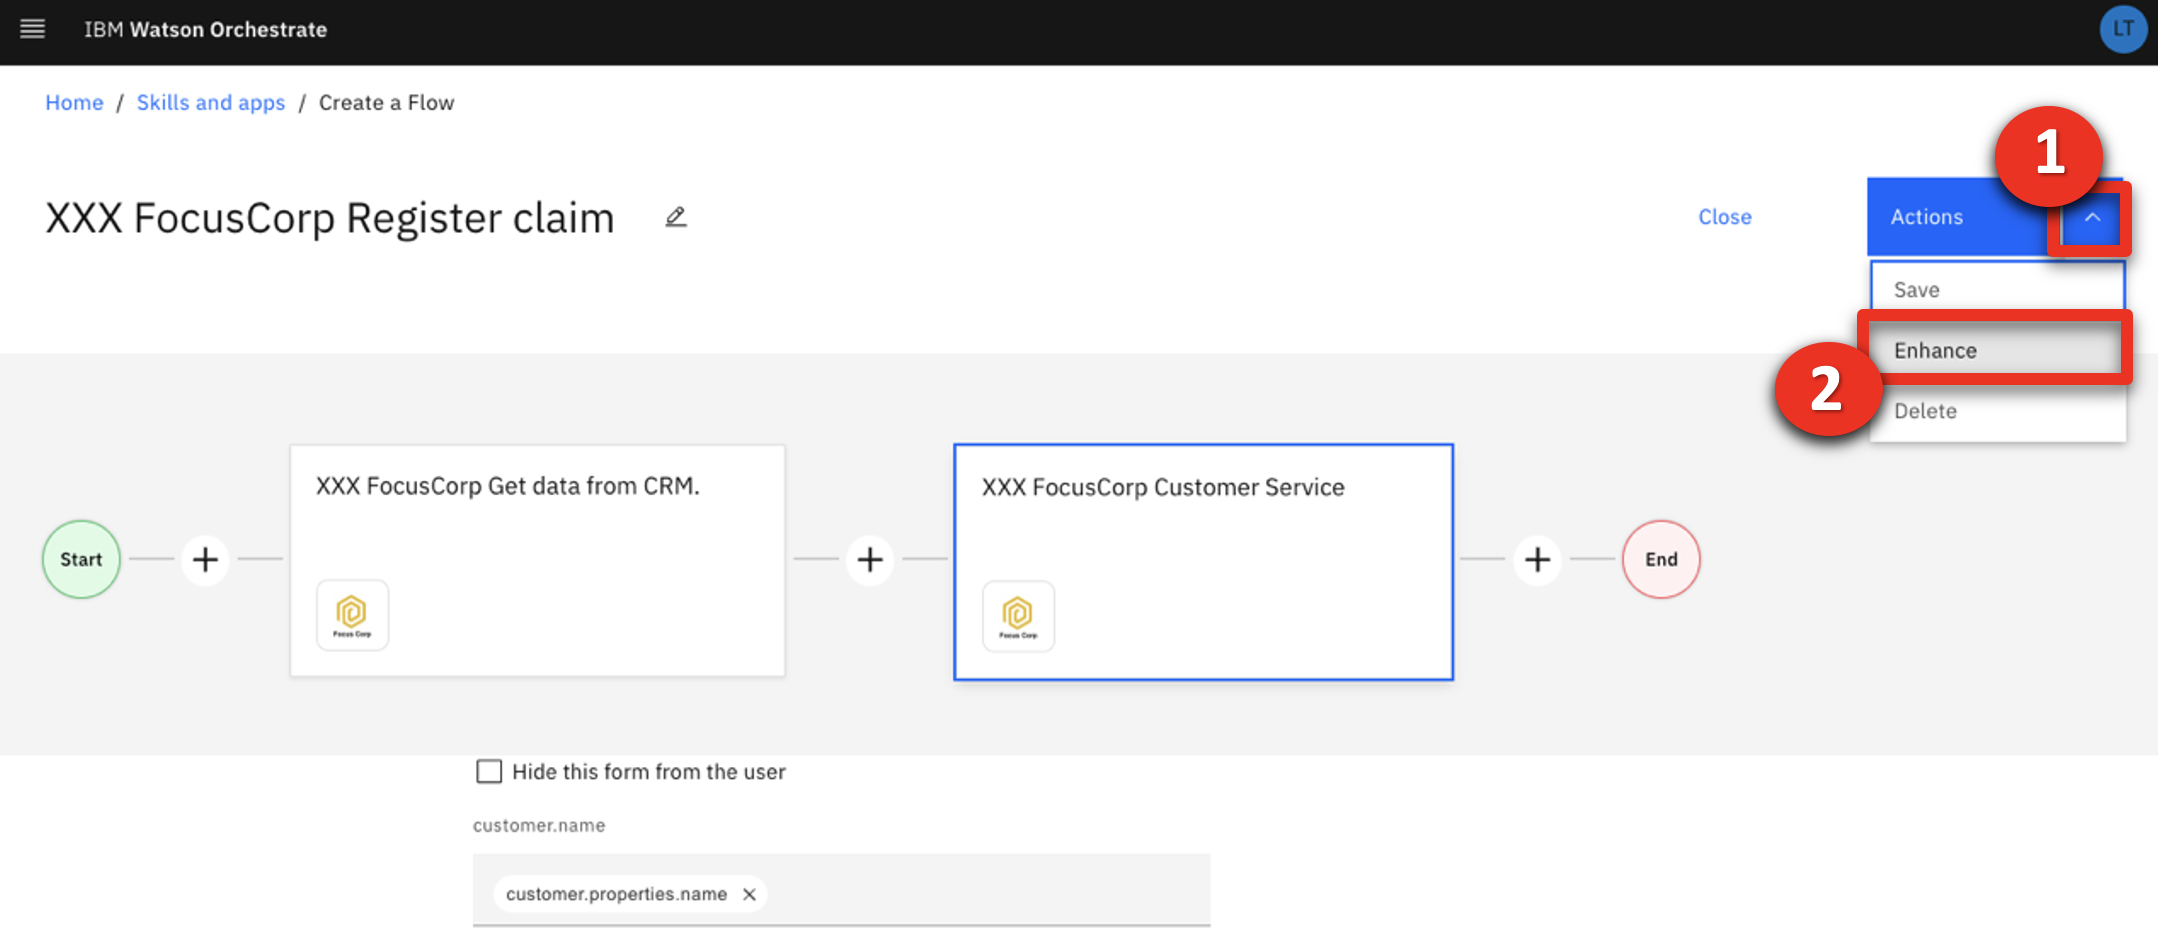 IBM Watson Orchestrate
LT
Home / Skills and apps / Create a Flow
1
XXX FocusCorp Register claim
Close
Actions
Save
Enhance
2
Delete
XXX FocusCorp Get data from CRM.
XXX FocusCorp Customer Service
Start
End
Focus Corp
Focus Corp
Hide this form from the user
customer.name
customer.properties.name